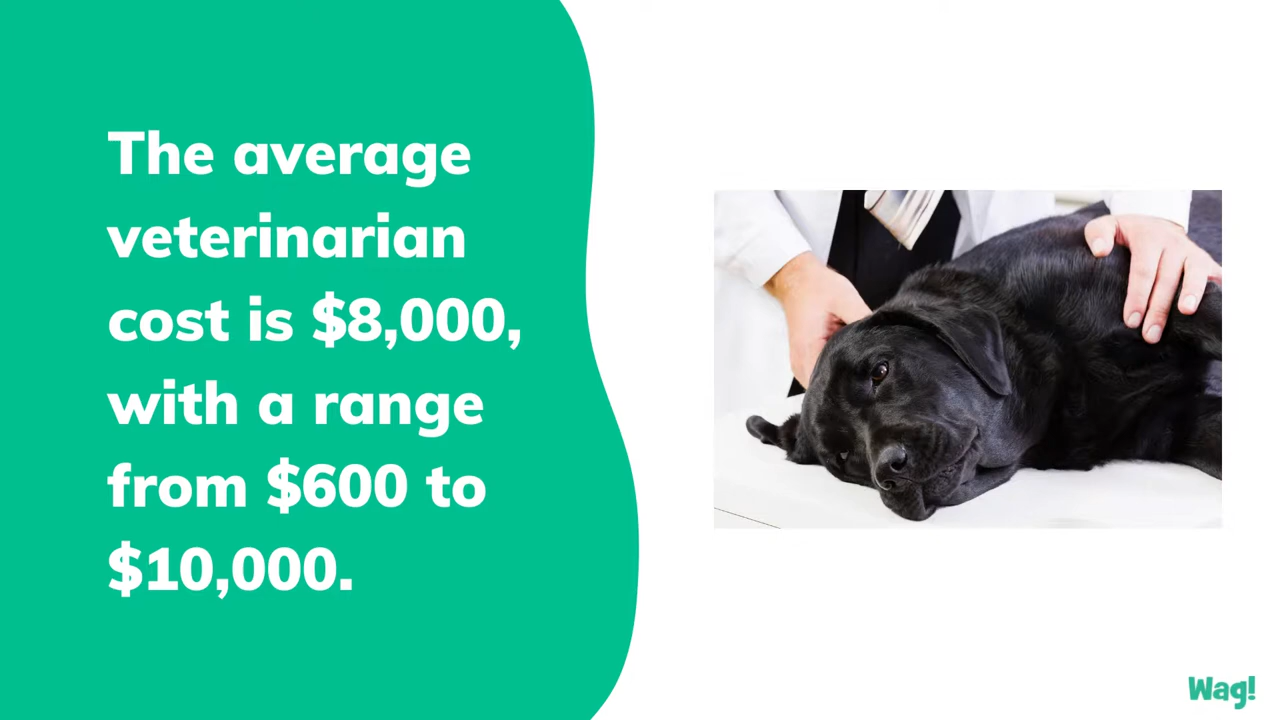 The average
veterinarian
cost is $8,000,
with a range
from $600 to
$10,000.
Wag!